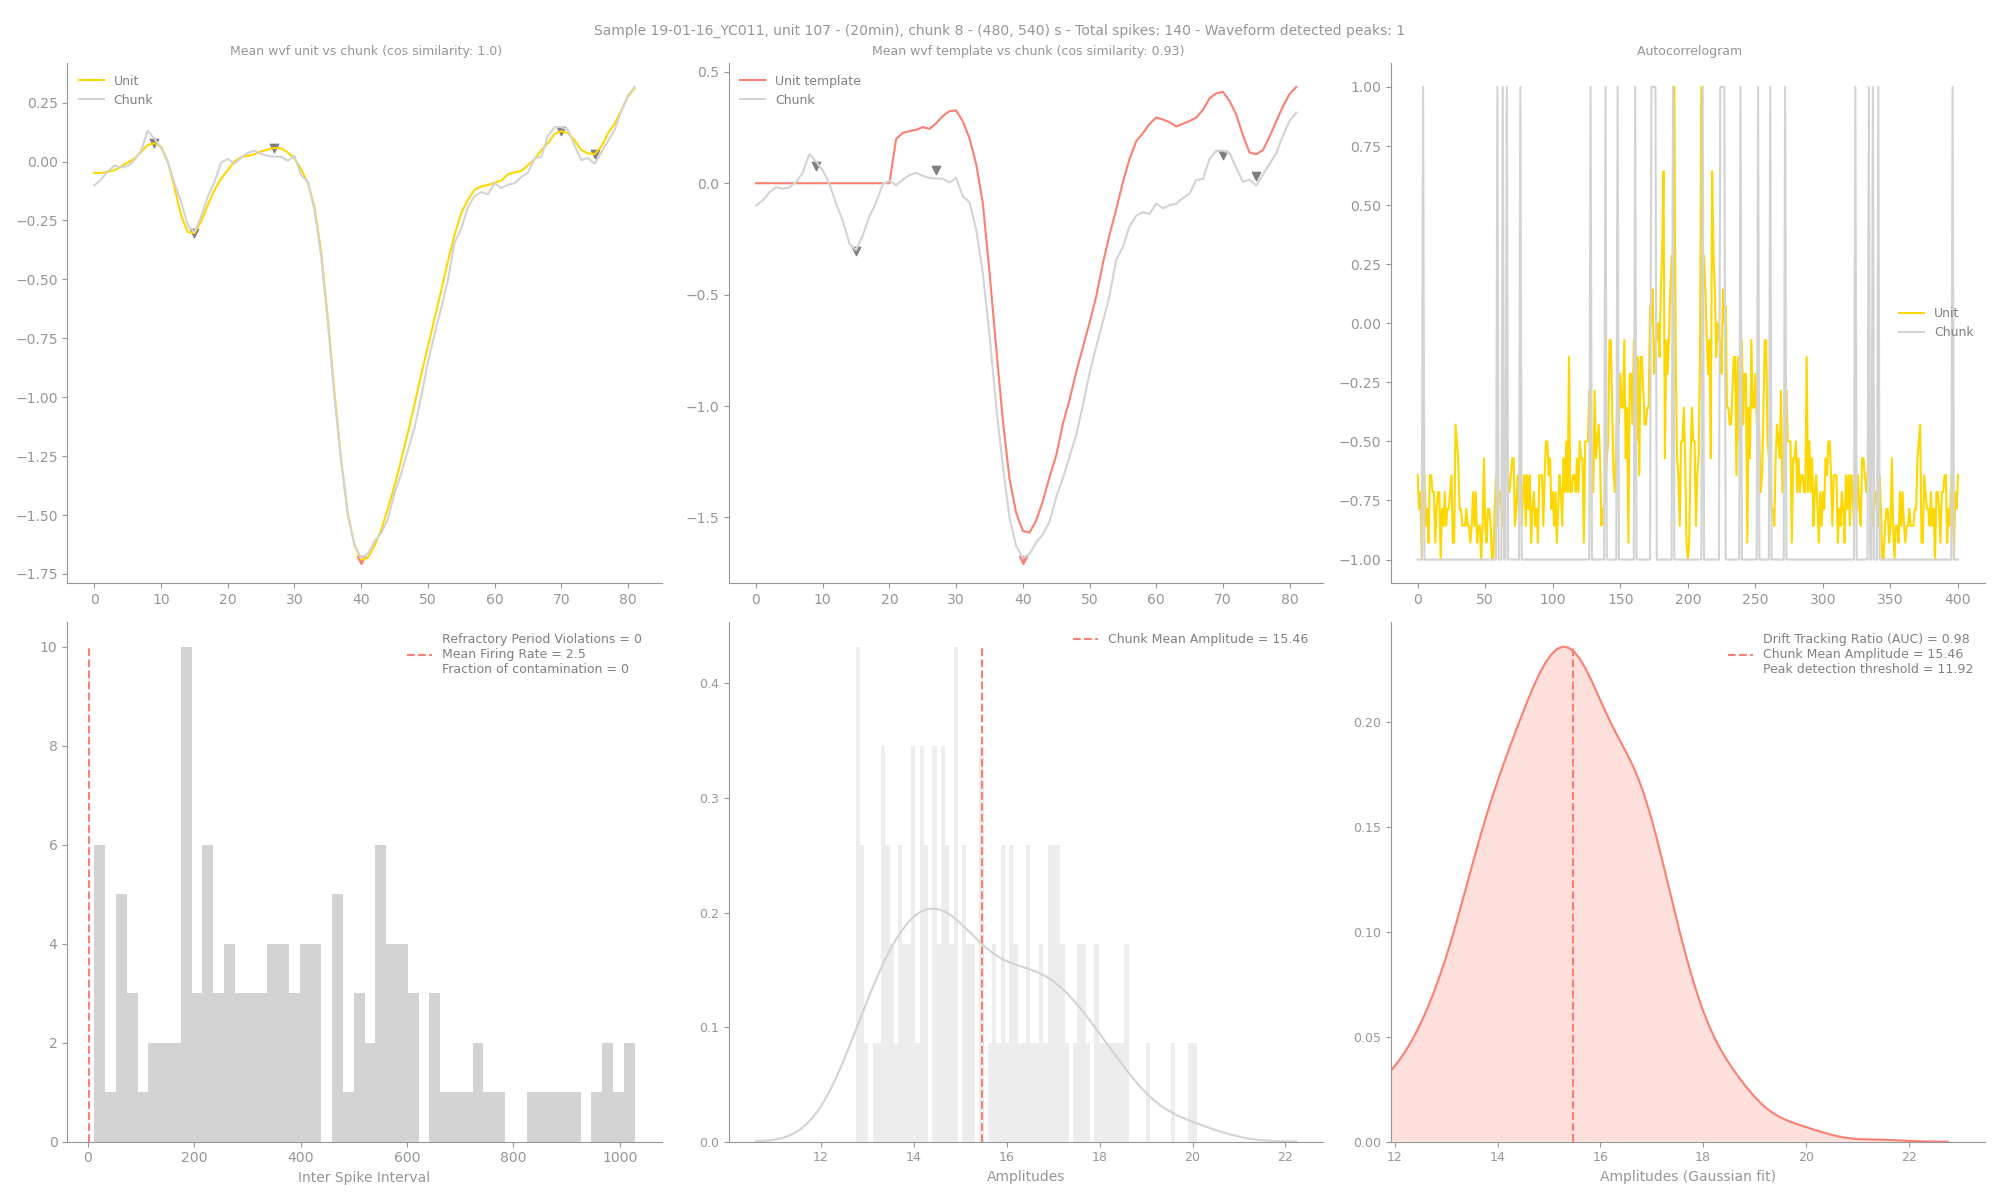 Sample 19-01-16_YC011, unit 107 - (20min), chunk 8 - (480, 540) s - Total spikes: 140 - Waveform detected peaks: 1
Mean wvf unit vs chunk (cos similarity: 1.0)
Unit
Chunk
0.25
0.00
−0.25
−0.50
−0.75
−1.00
−1.25
−1.50
−1.75
0 10 20 30 40 50 60 70 80
Mean wvf template vs chunk (cos similarity: 0.93)
Unit template
Chunk
0.5
0.0
−0.5
−1.0
−1.5
0 10 20 30 40 50 60 70 80
Autocorrelogram
Unit
Chunk
1.00
0.75
0.50
0.25
0.00
−0.25
−0.50
−0.75
−1.00
0 50 100 150 200 250 300 350 400
Refractory Period Violations = 0
Mean Firing Rate = 2.5
Fraction of contamination = 0
10
8
6
4
2
0
0 200 400 600 800 1000
Inter Spike Interval
Chunk Mean Amplitude = 15.46
0.4
0.3
0.2
0.1
0.0
12 14 16 18 20 22
Amplitudes
Drift Tracking Ratio (AUC) = 0.98
Chunk Mean Amplitude = 15.46
Peak detection threshold = 11.92
0.20
0.15
0.10
0.05
0.00
12 14 16 18 20 22
Amplitudes (Gaussian fit)